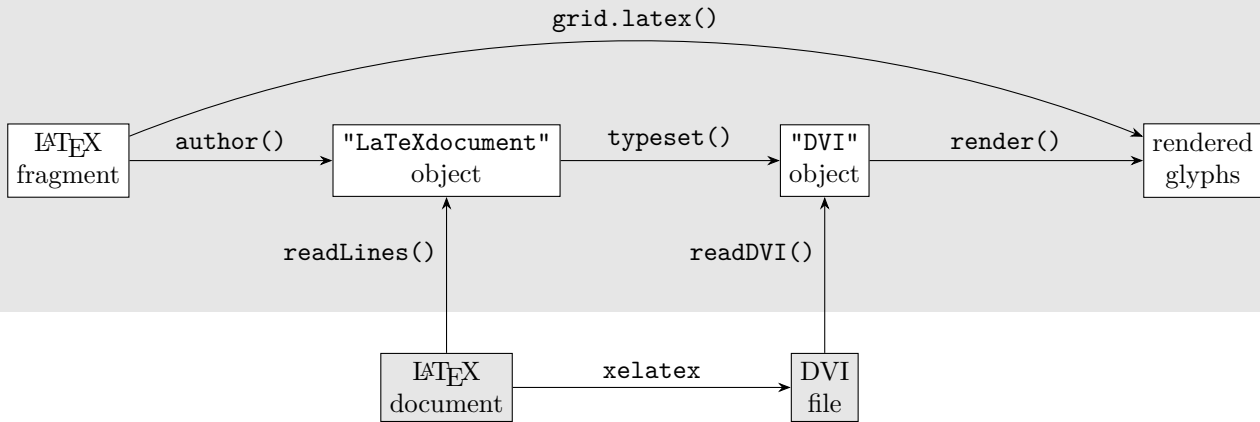 grid.latex()
LATEX
fragment
author()
"LaTeXdocument"
object
typeset()
"DVI"
object
render()
rendered
glyphs
readLines()
readDVI()
LATEX
document
xelatex
DVI
file